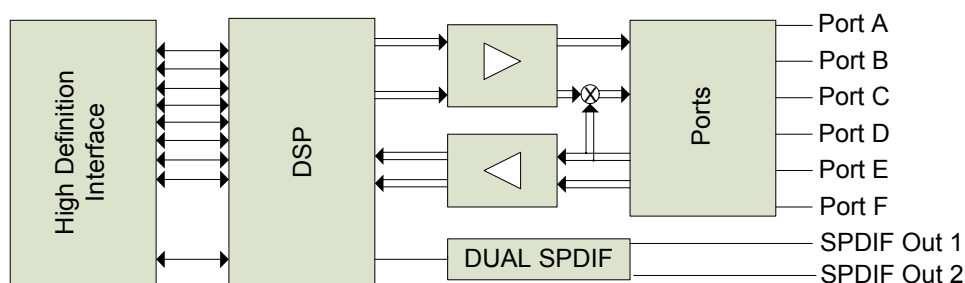 High Definition
Interface
DSP
Ports
Port A
Port B
Port C
Port D
Port E
Port F
DUAL SPDIF
SPDIF Out 1
SPDIF Out 2